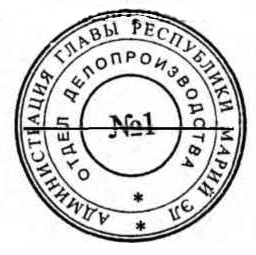 АДМИНИСТРАЦИЯ ГЛАВЫ РЕСПУБЛИКИ МАРИЙ ЭЛ *
ОТДЕЛ ДЕЛОПРОИЗВОДСТВА *
№1